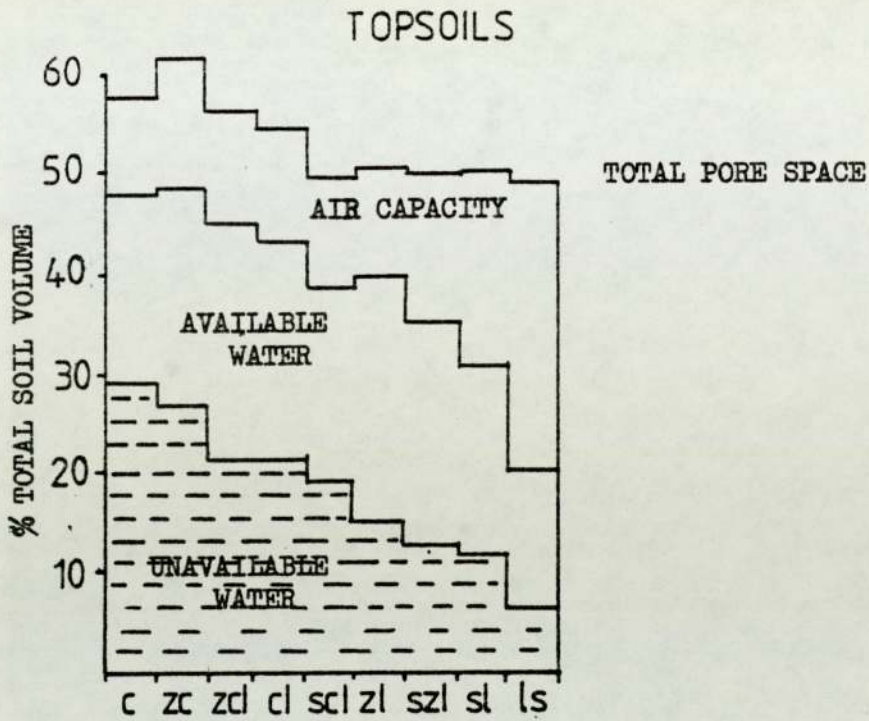 TOPSOILS
60
50
40
30
20
10
% TOTAL SOIL VOLUME
TOTAL PORE SPACE
AIR CAPACITY
AVAILABLE
WATER
UNAVAILABLE
WATER
c zc zcl cl scl zl szl sl ls